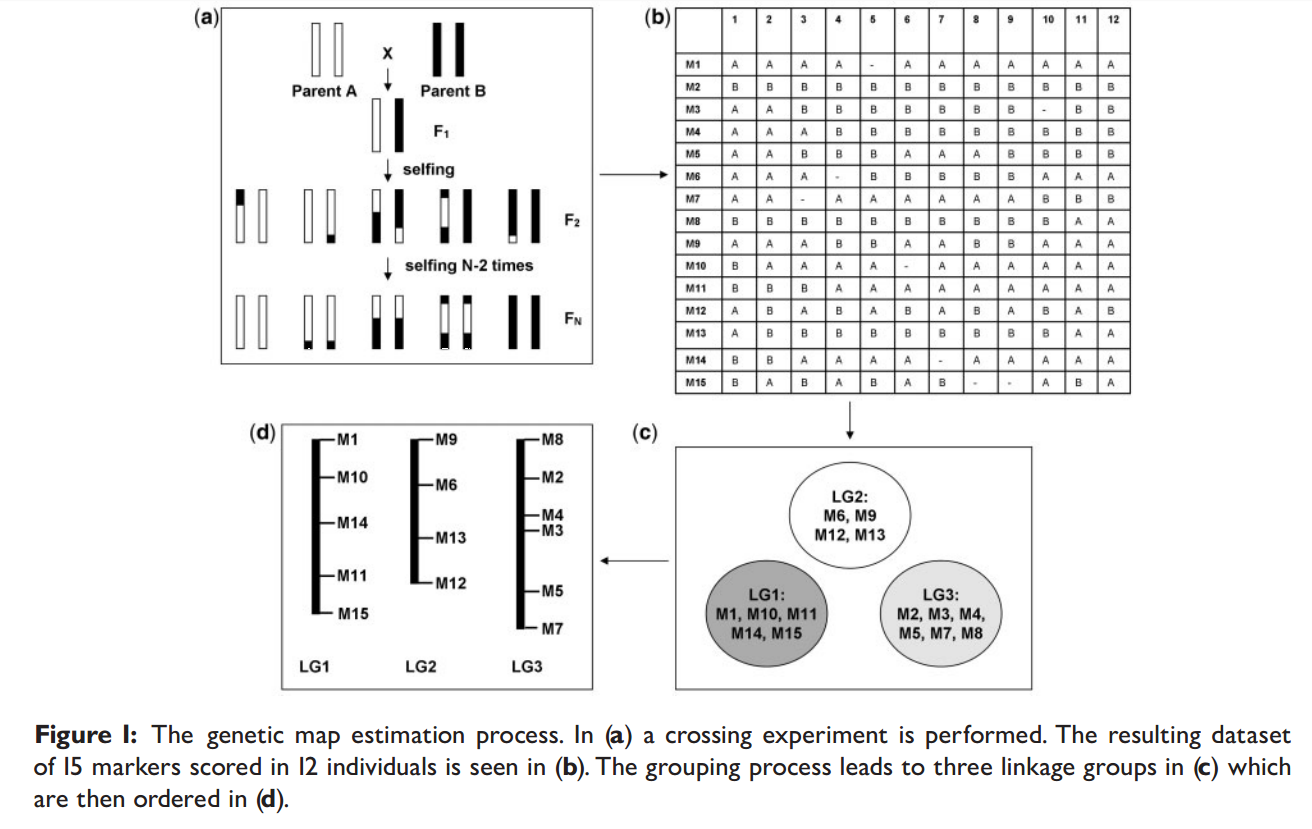 (a)
X
Parent A Parent B
F1
selfing
F2
selfing N-2 times
FN
(b)
1 2 3 4 5 6 7 8 9 10 11 12
M1 A A A A - A A A A A A A
M2 B B B B B B B B B B B B
M3 A A B B B B B B B - B B
M4 A A A B B B B B B B B B
M5 A A B B B A A A B B B B
M6 A A A - B B B B B A A A
M7 A A - A A A A A A B B B
M8 B B B B B B B B B B A A
M9 A A A B B A A B B A A A
M10 B A A A A - A A A A A A
M11 B B B A A A A A A A A A
M12 A B A B A B A B A B A B
M13 A B B B B B B B B B A A
M14 B B A A A A - A A A A A
M15 B A B A B A B - - A B A
(d)
M1
M10
M14
M11
M15
LG1
M9
M6
M13
M12
LG2
M8
M2
M4
M3
M5
M7
LG3
(c)
LG2:
M6, M9
M12, M13
LG1:
M1, M10, M11
M14, M15
LG3:
M2, M3, M4,
M5, M7, M8
Figure I: The genetic map estimation process. In (a) a crossing experiment is performed. The resulting dataset
of I5 markers scored in I2 individuals is seen in (b). The grouping process leads to three linkage groups in (c) which
are then ordered in (d).